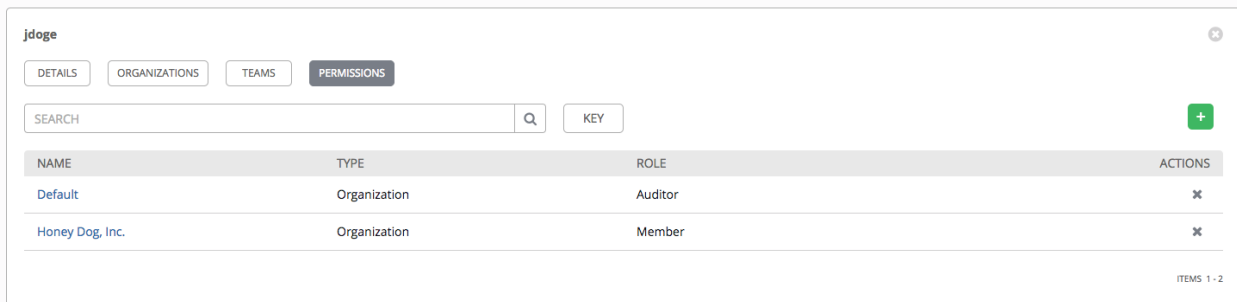 jdoge
DETAILS ORGANIZATIONS TEAMS PERMISSIONS
SEARCH KEY +
NAME TYPE ROLE ACTIONS
Default Organization Auditor
Honey Dog, Inc. Organization Member
ITEMS 1 - 2